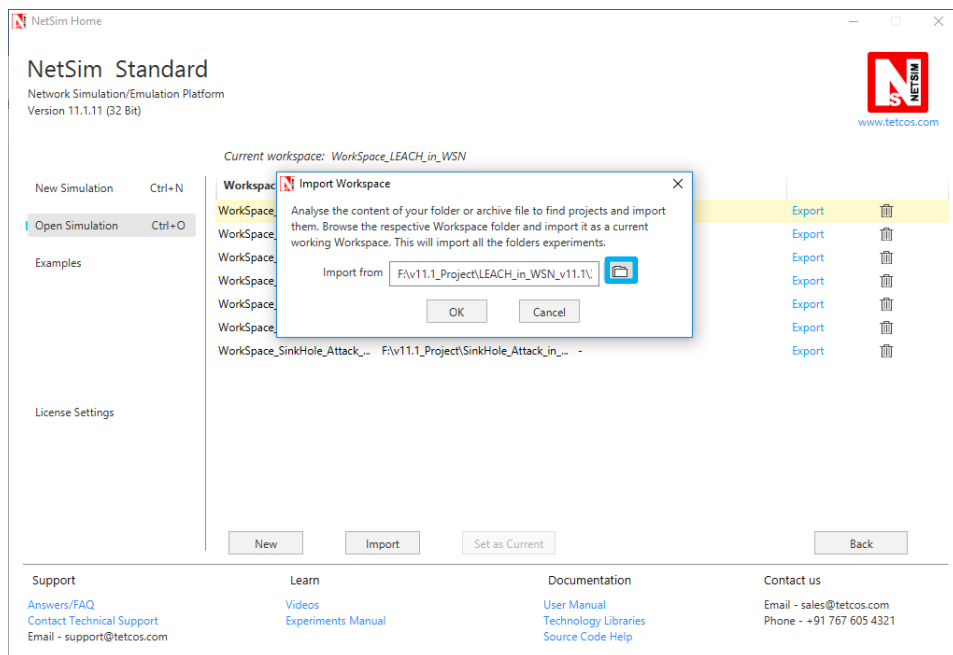 NetSim Home
NetSim Standard
Network Simulation/Emulation Platform
Version 11.1.11 (32 Bit)
NETSIM
www.tetcos.com
Current workspace: WorkSpace_LEACH_in_WSN
New Simulation Ctrl+N
Open Simulation Ctrl+O
Examples
License Settings
Workspac
WorkSpace_ Export
WorkSpace_ Export
WorkSpace_ Export
WorkSpace_ Export
WorkSpace_ Export
WorkSpace_ Export
WorkSpace_SinkHole_Attack_... F:\v11.1_Project\SinkHole_Attack_in_... - Export
Import Workspace
Analyse the content of your folder or archive file to find projects and import
them. Browse the respective Workspace folder and import it as a current
working Workspace. This will import all the folders experiments.
Import from F:\v11.1_Project\LEACH_in_WSN_v11.1\
OK Cancel
New Import Set as Current Back
Support Learn Documentation Contact us
Answers/FAQ Videos User Manual Email - sales@tetcos.com
Contact Technical Support Experiments Manual Technology Libraries Phone - +91 767 605 4321
Email - support@tetcos.com Source Code Help